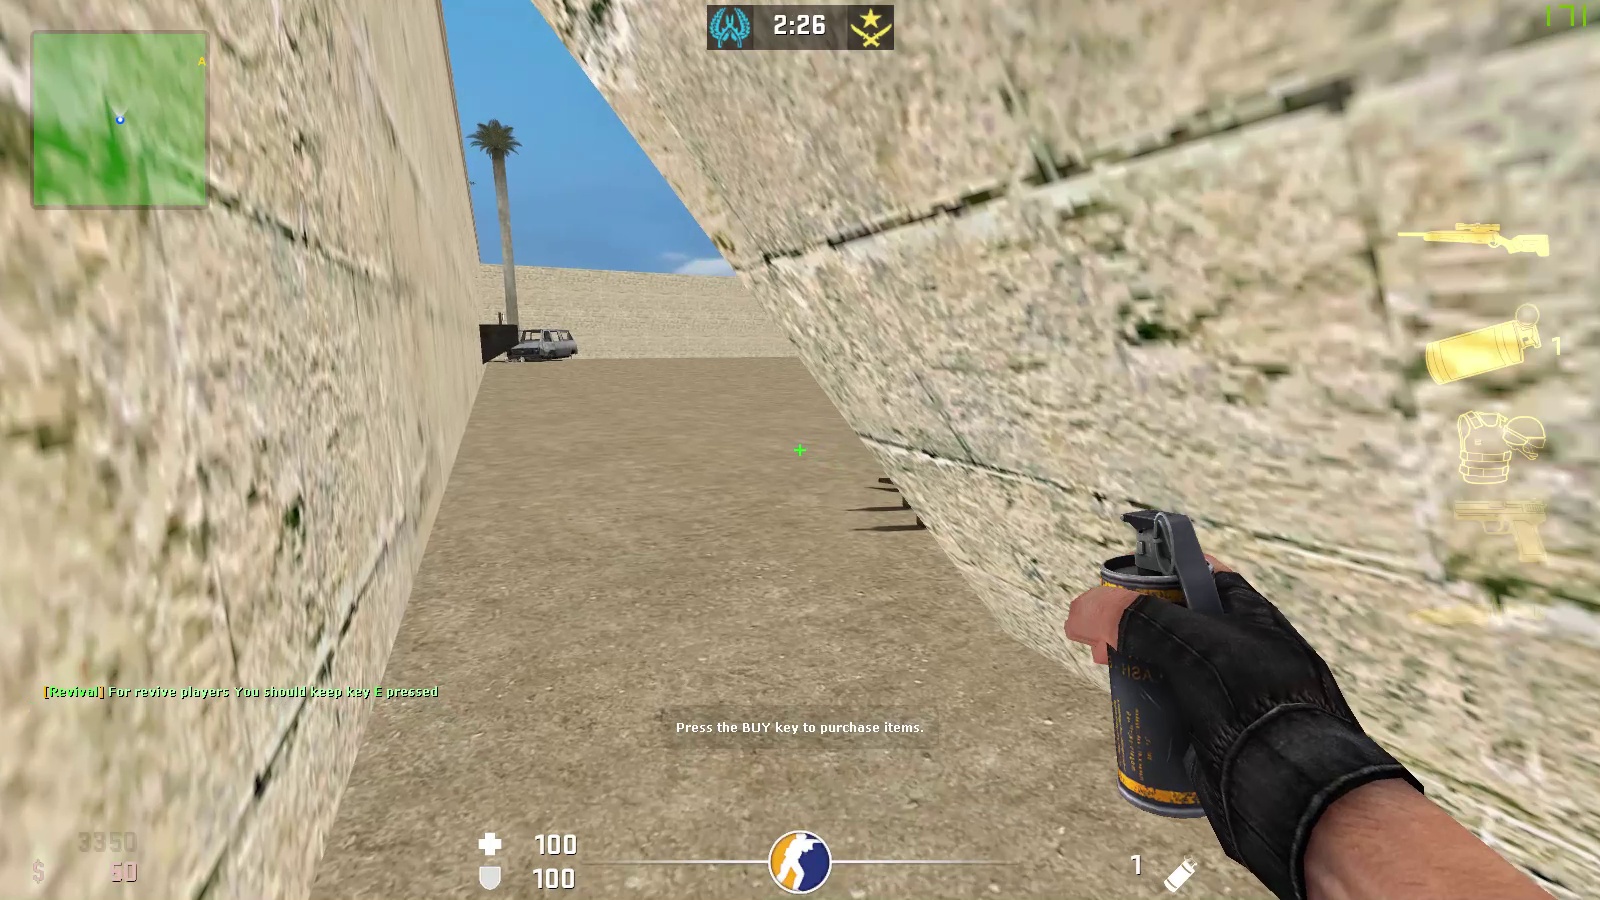 2:26
171
A
1
[Revival] For revive players You should keep key E pressed
Press the BUY key to purchase items.
3350
$ 50
100
100
1